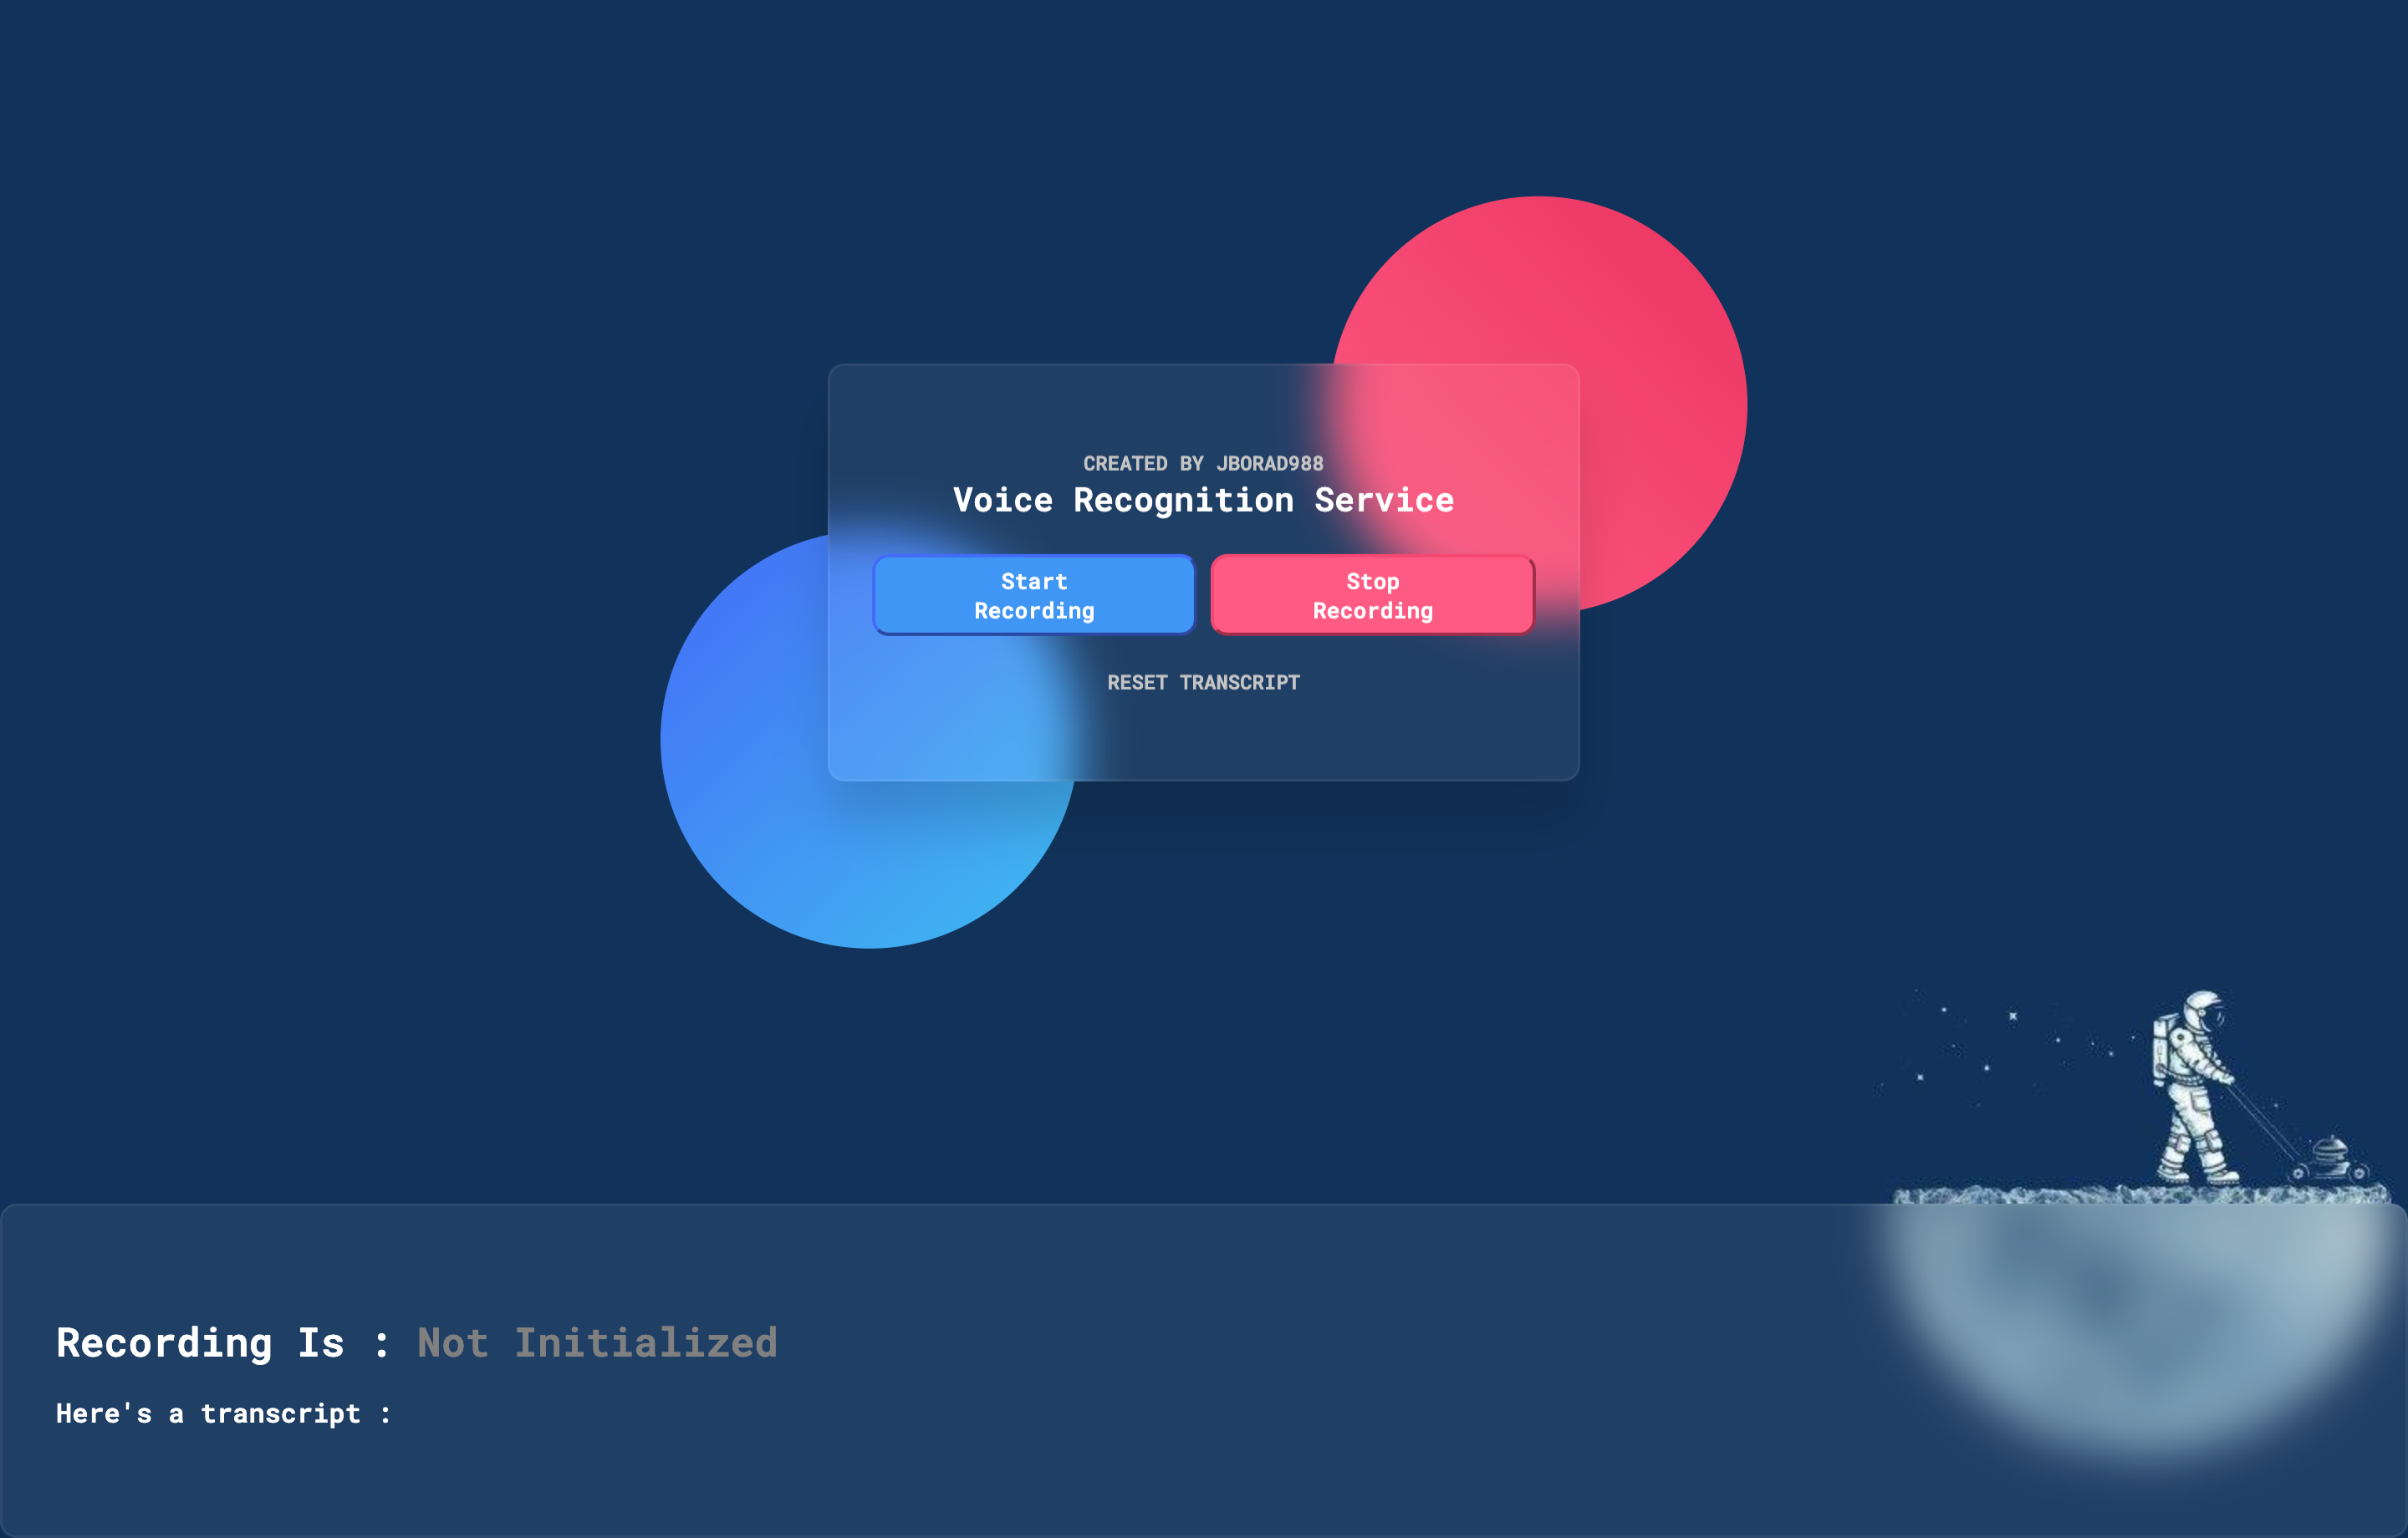 CREATED BY JBORAD988
Voice Recognition Service
Start
Recording
Stop
Recording
RESET TRANSCRIPT
Recording Is : Not Initialized
Here's a transcript :